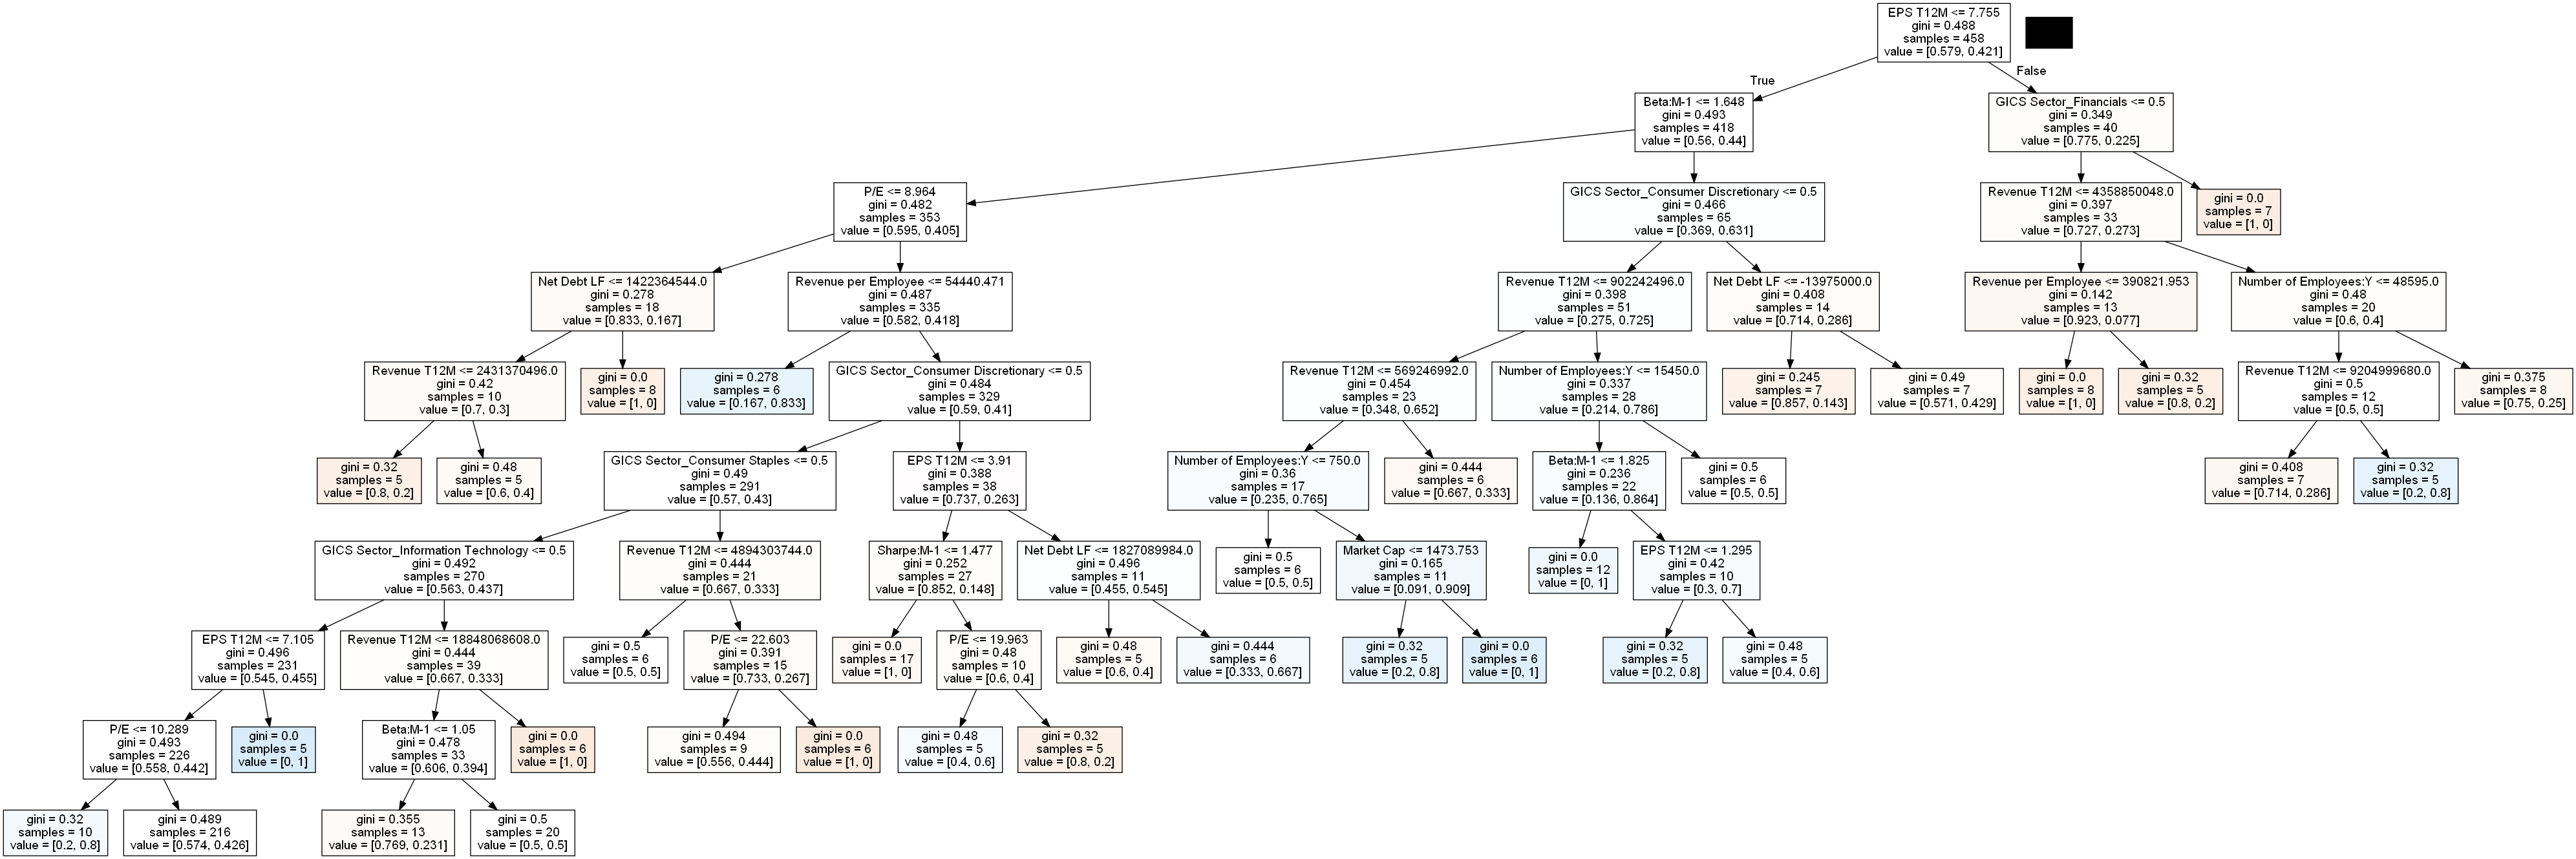 EPS T12M <= 7.755
gini = 0.488
samples = 458
value = [0.579, 0.421]
True
False
Beta:M-1 <= 1.648
gini = 0.493
samples = 418
value = [0.56, 0.44]
GICS Sector_Financials <= 0.5
gini = 0.349
samples = 40
value = [0.775, 0.225]
P/E <= 8.964
gini = 0.482
samples = 353
value = [0.595, 0.405]
GICS Sector_Consumer Discretionary <= 0.5
gini = 0.466
samples = 65
value = [0.369, 0.631]
Revenue T12M <= 4358850048.0
gini = 0.397
samples = 33
value = [0.727, 0.273]
gini = 0.0
samples = 7
value = [1, 0]
Net Debt LF <= 1422364544.0
gini = 0.278
samples = 18
value = [0.833, 0.167]
Revenue per Employee <= 54440.471
gini = 0.487
samples = 335
value = [0.582, 0.418]
Revenue T12M <= 902242496.0
gini = 0.398
samples = 51
value = [0.275, 0.725]
Net Debt LF <= -13975000.0
gini = 0.408
samples = 14
value = [0.714, 0.286]
Revenue per Employee <= 390821.953
gini = 0.142
samples = 13
value = [0.923, 0.077]
Number of Employees:Y <= 48595.0
gini = 0.48
samples = 20
value = [0.6, 0.4]
Revenue T12M <= 2431370496.0
gini = 0.42
samples = 10
value = [0.7, 0.3]
gini = 0.0
samples = 8
value = [1, 0]
gini = 0.278
samples = 6
value = [0.167, 0.833]
GICS Sector_Consumer Discretionary <= 0.5
gini = 0.484
samples = 329
value = [0.59, 0.41]
Revenue T12M <= 569246992.0
gini = 0.454
samples = 23
value = [0.348, 0.652]
Number of Employees:Y <= 15450.0
gini = 0.337
samples = 28
value = [0.214, 0.786]
gini = 0.245
samples = 7
value = [0.857, 0.143]
gini = 0.49
samples = 7
value = [0.571, 0.429]
gini = 0.0
samples = 8
value = [1, 0]
gini = 0.32
samples = 5
value = [0.8, 0.2]
Revenue T12M <= 9204999680.0
gini = 0.5
samples = 12
value = [0.5, 0.5]
gini = 0.375
samples = 8
value = [0.75, 0.25]
gini = 0.32
samples = 5
value = [0.8, 0.2]
gini = 0.48
samples = 5
value = [0.6, 0.4]
GICS Sector_Consumer Staples <= 0.5
gini = 0.49
samples = 291
value = [0.57, 0.43]
EPS T12M <= 3.91
gini = 0.388
samples = 38
value = [0.737, 0.263]
Number of Employees:Y <= 750.0
gini = 0.36
samples = 17
value = [0.235, 0.765]
gini = 0.444
samples = 6
value = [0.667, 0.333]
Beta:M-1 <= 1.825
gini = 0.236
samples = 22
value = [0.136, 0.864]
gini = 0.5
samples = 6
value = [0.5, 0.5]
gini = 0.408
samples = 7
value = [0.714, 0.286]
gini = 0.32
samples = 5
value = [0.2, 0.8]
GICS Sector_Information Technology <= 0.5
gini = 0.492
samples = 270
value = [0.563, 0.437]
Revenue T12M <= 4894303744.0
gini = 0.444
samples = 21
value = [0.667, 0.333]
Sharpe:M-1 <= 1.477
gini = 0.252
samples = 27
value = [0.852, 0.148]
Net Debt LF <= 1827089984.0
gini = 0.496
samples = 11
value = [0.455, 0.545]
gini = 0.5
samples = 6
value = [0.5, 0.5]
Market Cap <= 1473.753
gini = 0.165
samples = 11
value = [0.091, 0.909]
gini = 0.0
samples = 12
value = [0, 1]
EPS T12M <= 1.295
gini = 0.42
samples = 10
value = [0.3, 0.7]
EPS T12M <= 7.105
gini = 0.496
samples = 231
value = [0.545, 0.455]
Revenue T12M <= 18848068608.0
gini = 0.444
samples = 39
value = [0.667, 0.333]
gini = 0.5
samples = 6
value = [0.5, 0.5]
P/E <= 22.603
gini = 0.391
samples = 15
value = [0.733, 0.267]
gini = 0.0
samples = 17
value = [1, 0]
P/E <= 19.963
gini = 0.48
samples = 10
value = [0.6, 0.4]
gini = 0.48
samples = 5
value = [0.6, 0.4]
gini = 0.444
samples = 6
value = [0.333, 0.667]
gini = 0.32
samples = 5
value = [0.2, 0.8]
gini = 0.0
samples = 6
value = [0, 1]
gini = 0.32
samples = 5
value = [0.2, 0.8]
gini = 0.48
samples = 5
value = [0.4, 0.6]
P/E <= 10.289
gini = 0.493
samples = 226
value = [0.558, 0.442]
gini = 0.0
samples = 5
value = [0, 1]
Beta:M-1 <= 1.05
gini = 0.478
samples = 33
value = [0.606, 0.394]
gini = 0.0
samples = 6
value = [1, 0]
gini = 0.494
samples = 9
value = [0.556, 0.444]
gini = 0.0
samples = 6
value = [1, 0]
gini = 0.48
samples = 5
value = [0.4, 0.6]
gini = 0.32
samples = 5
value = [0.8, 0.2]
gini = 0.32
samples = 10
value = [0.2, 0.8]
gini = 0.489
samples = 216
value = [0.574, 0.426]
gini = 0.355
samples = 13
value = [0.769, 0.231]
gini = 0.5
samples = 20
value = [0.5, 0.5]